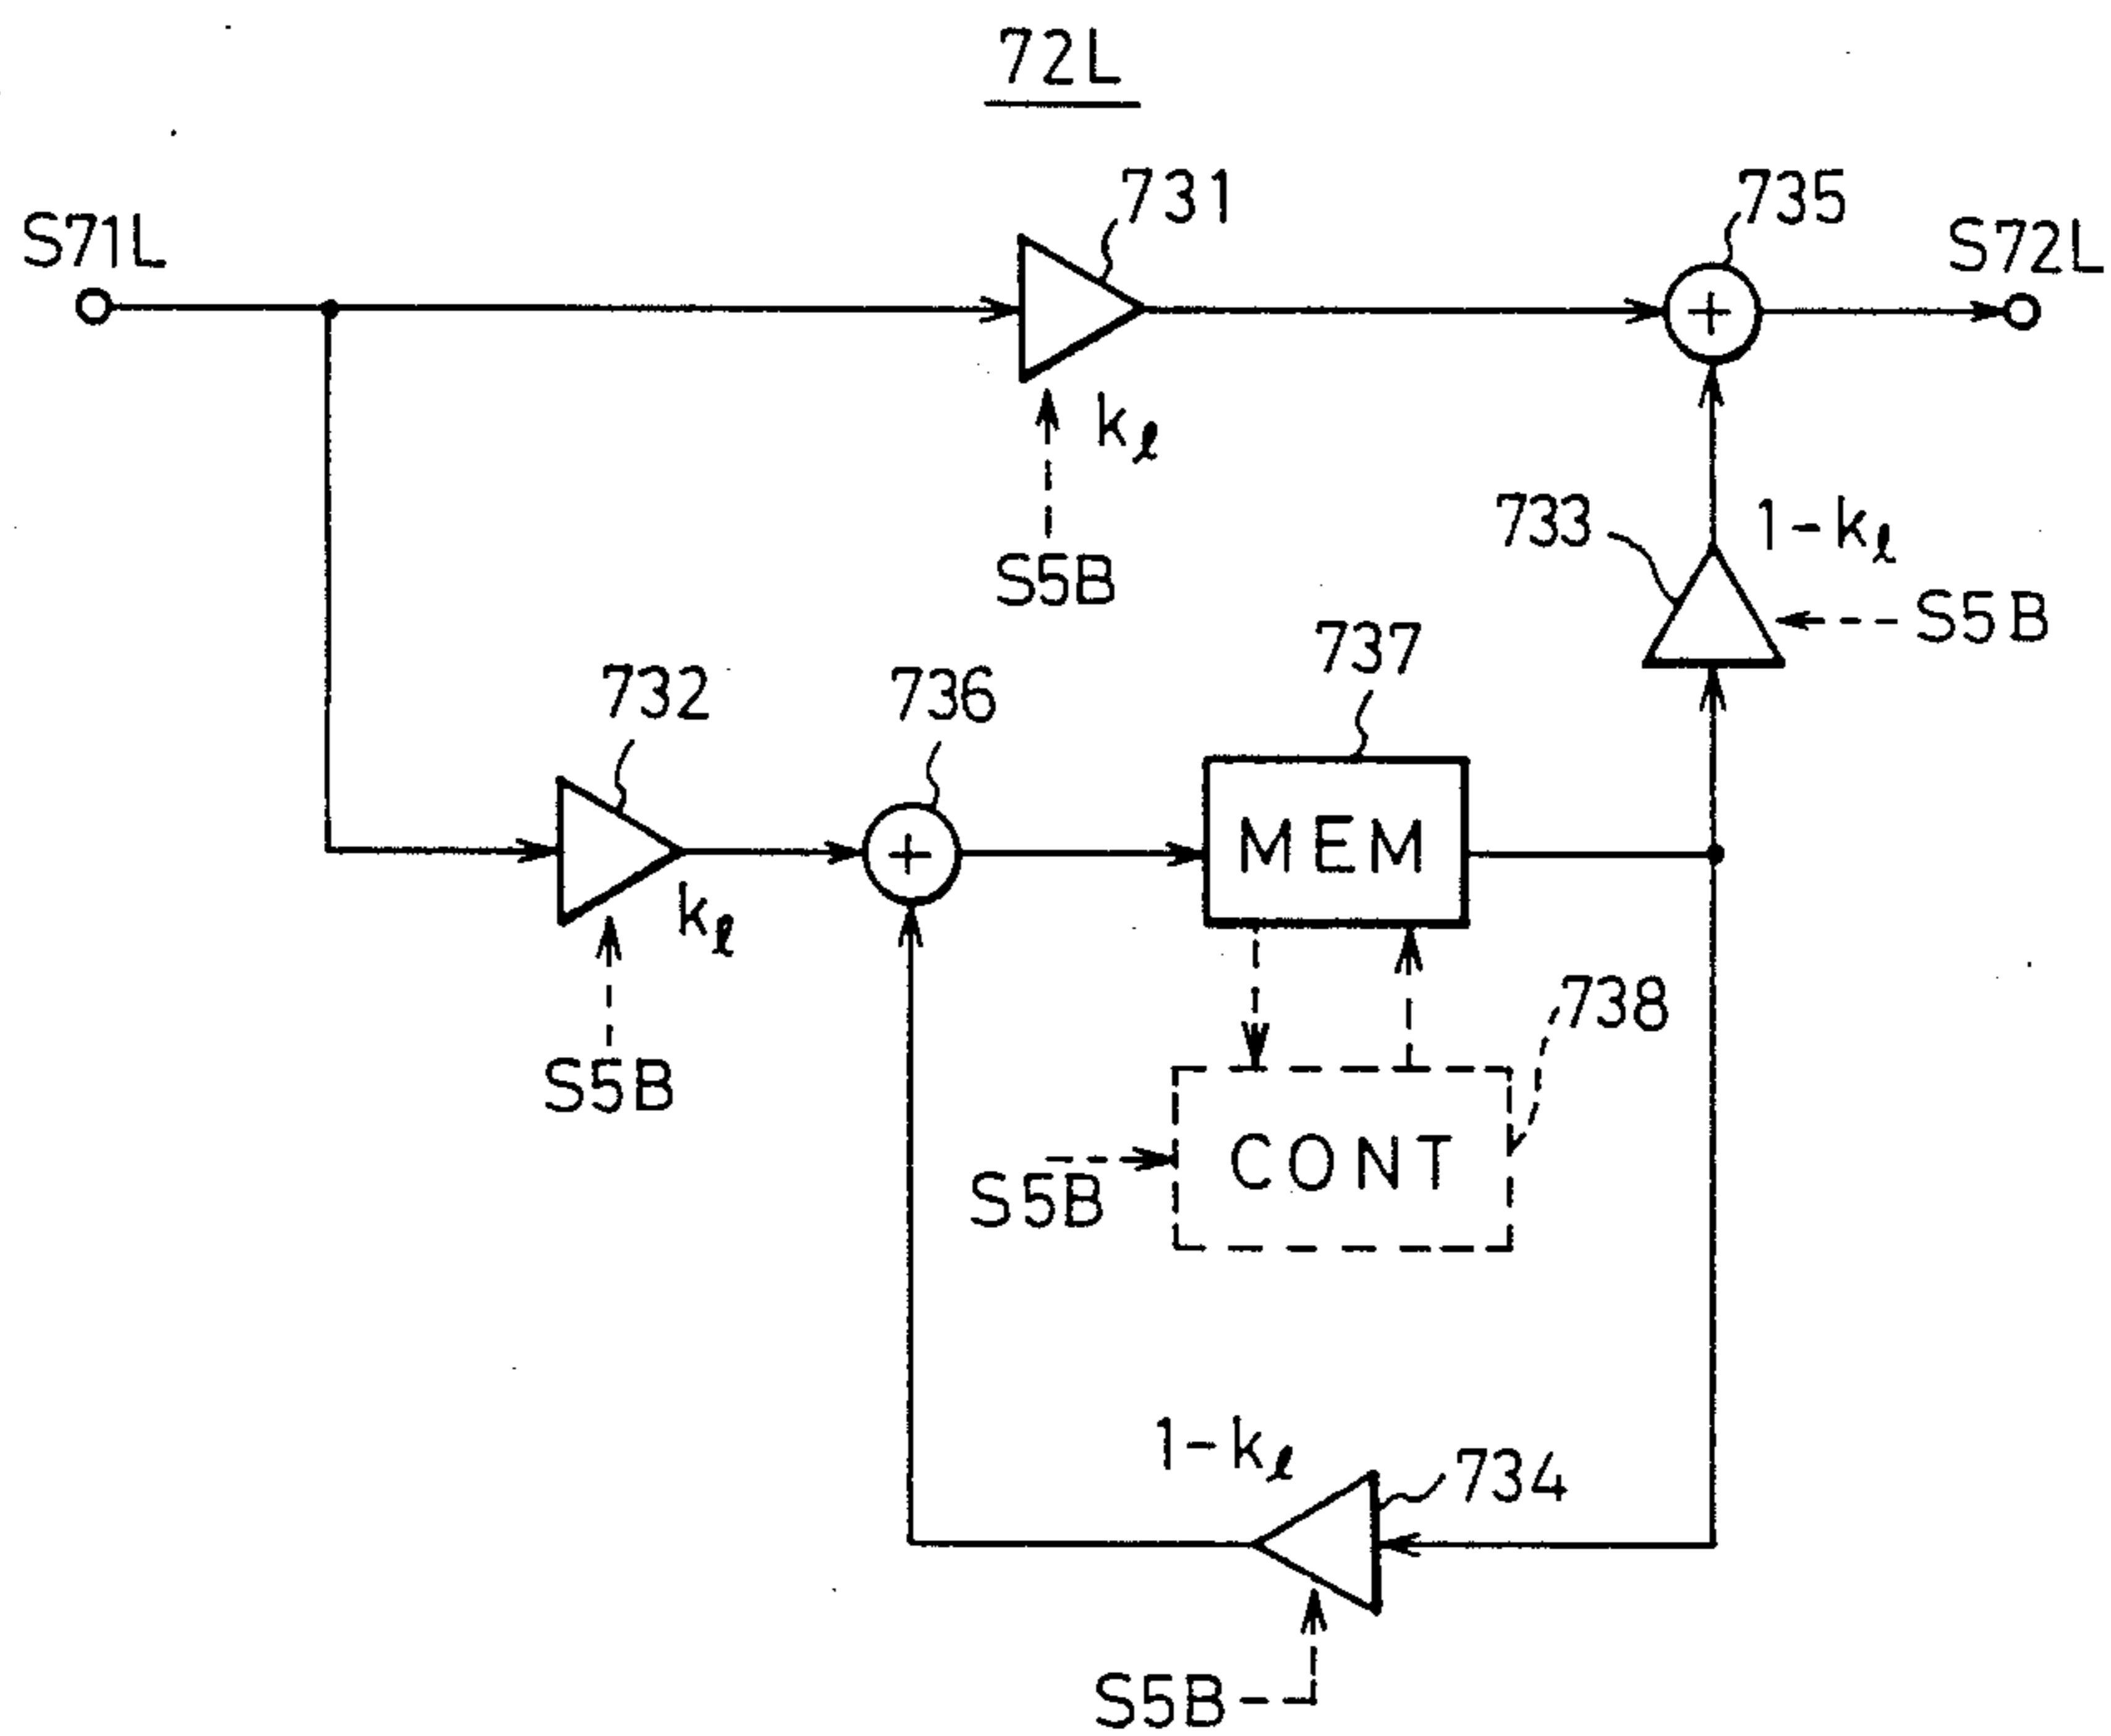 72L
731
735
S71L
S72L
kℓ
S5B
733
1-kℓ
S5B
737
732
736
MEM
kℓ
S5B
738
CONT
S5B
1-kℓ
734
S5B